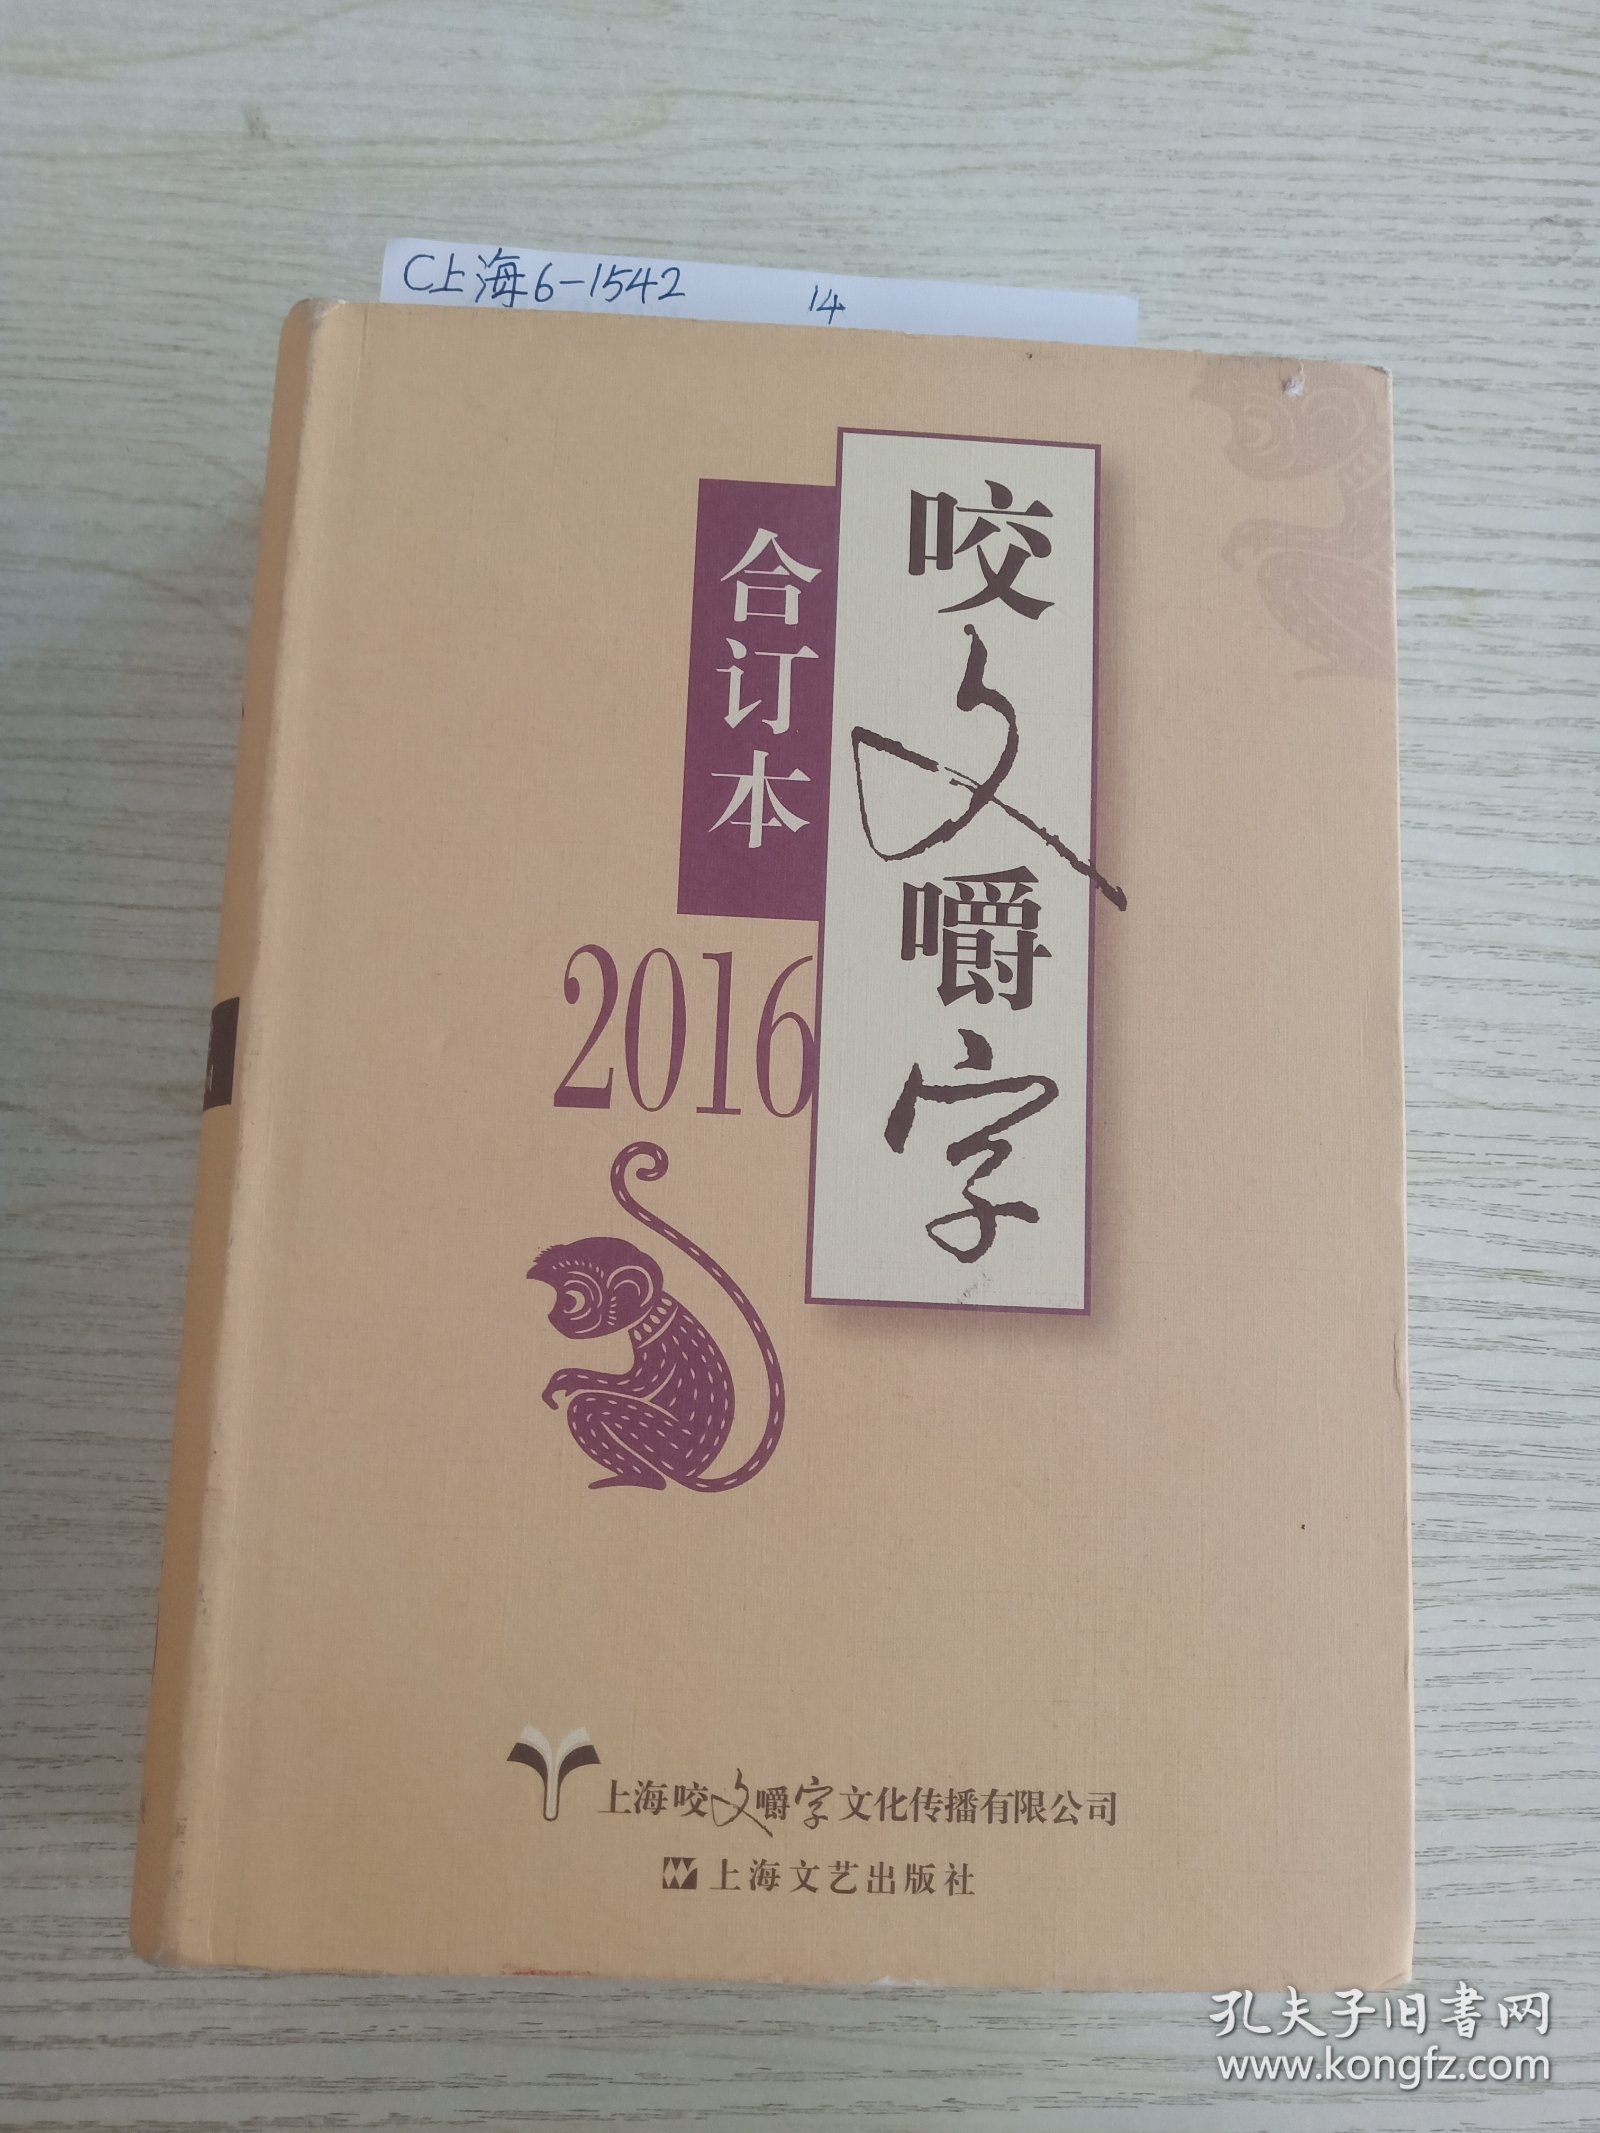 C上海6-1542 14
咬文嚼字
合订本
2016
上海咬文嚼字文化传播有限公司
上海文艺出版社
孔夫子旧书网
www.kongfz.com